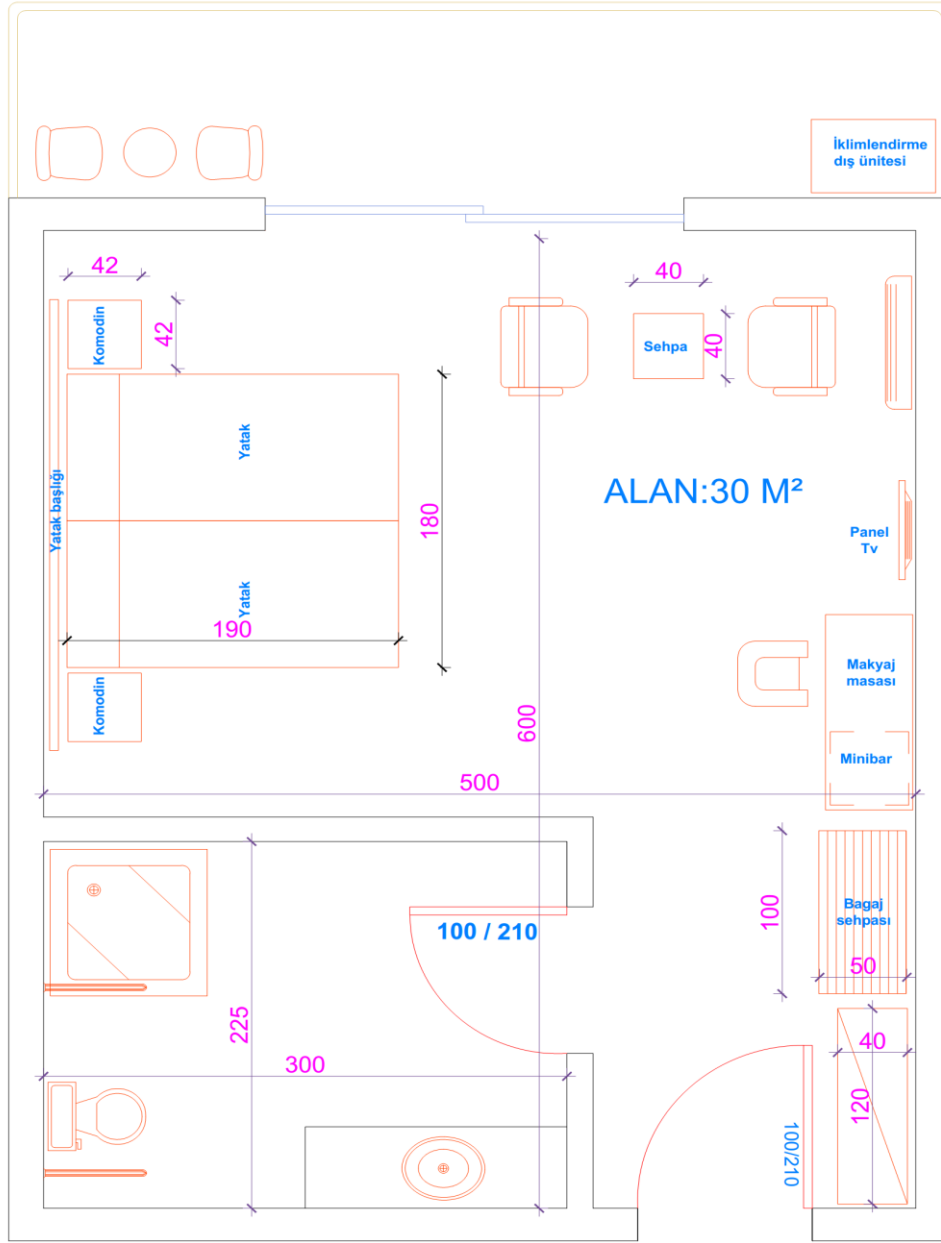 İklimlendirme
dış ünitesi
42
40
Komodin
42
Sehpa
40
Yatak
Yatak başlığı
180
ALAN:30 M²
Panel
Tv
Yatak
190
Makyaj
masası
Komodin
600
Minibar
500
100
Bagaj
sehpası
100 / 210
50
225
300
40
120
100/210